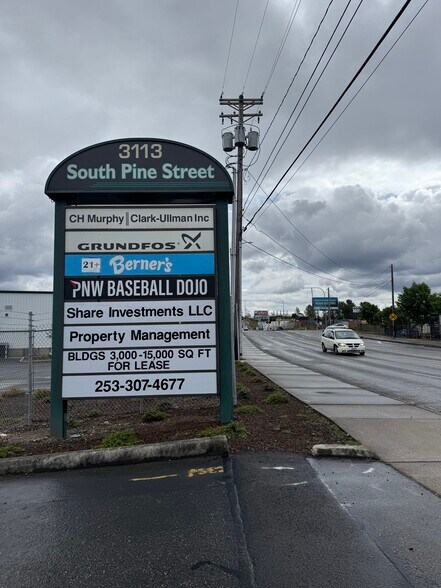 3113
South Pine Street
CH Murphy | Clark-Ullman Inc
GRUNDFOS
21+ Berner's
PNW BASEBALL DOJO
Share Investments LLC
Property Management
BLDGS 3,000-15,000 SQ FT
FOR LEASE
253-307-4677